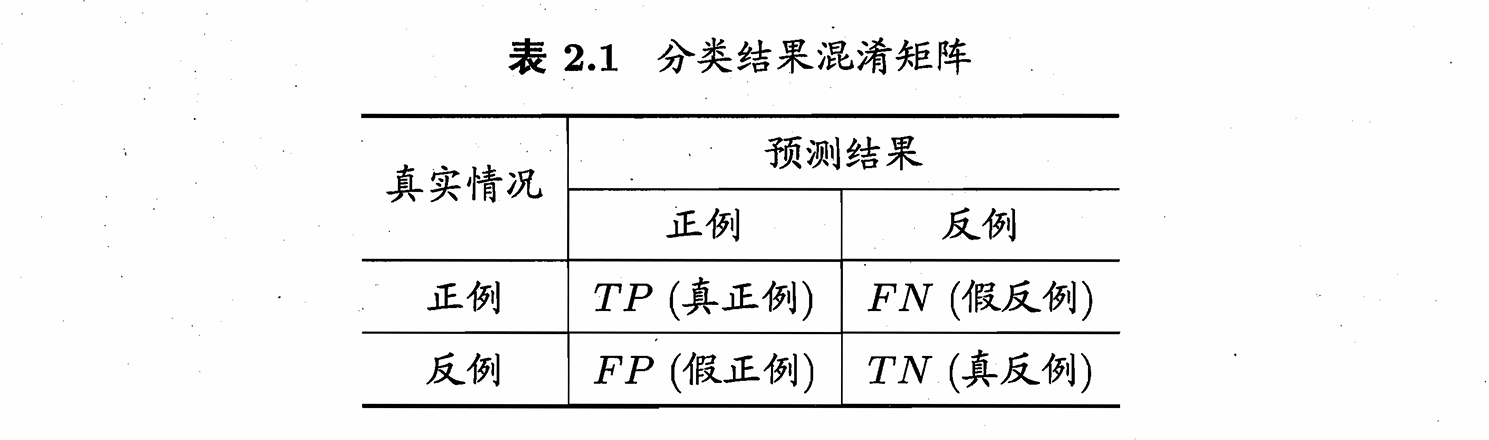 表 2.1 分类结果混淆矩阵
真实情况 预测结果
正例 反例
正例 TP (真正例) FN (假反例)
反例 FP (假正例) TN (真反例)